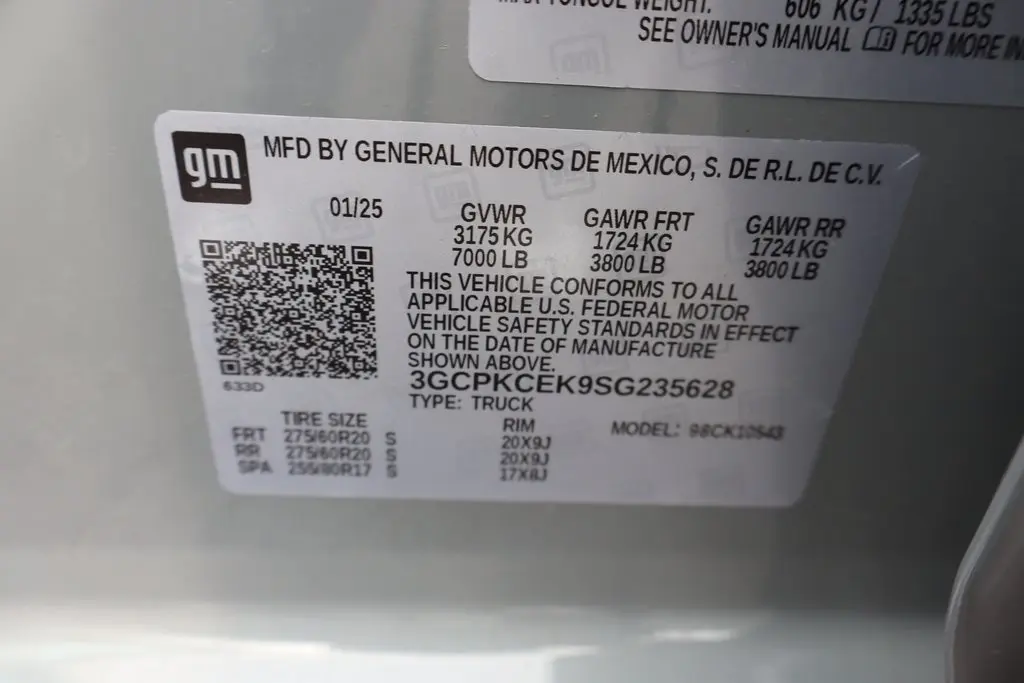 MAX TONGUE WEIGHT: 606 KG / 1335 LBS
SEE OWNER'S MANUAL FOR MORE IN
gm
MFD BY GENERAL MOTORS DE MEXICO, S. DE R.L. DE C.V.
01/25 GVWR GAWR FRT GAWR RR
3175 KG 1724 KG 1724 KG
7000 LB 3800 LB 3800 LB
THIS VEHICLE CONFORMS TO ALL
APPLICABLE U.S. FEDERAL MOTOR
VEHICLE SAFETY STANDARDS IN EFFECT
ON THE DATE OF MANUFACTURE
SHOWN ABOVE.
633D
3GCPKCEK9SG235628
TYPE: TRUCK
TIRE SIZE RIM MODEL: 98CK10543
FRT 275/60R20 S 20X9J
RR 275/60R20 S 20X9J
SPA 255/80R17 S 17X8J